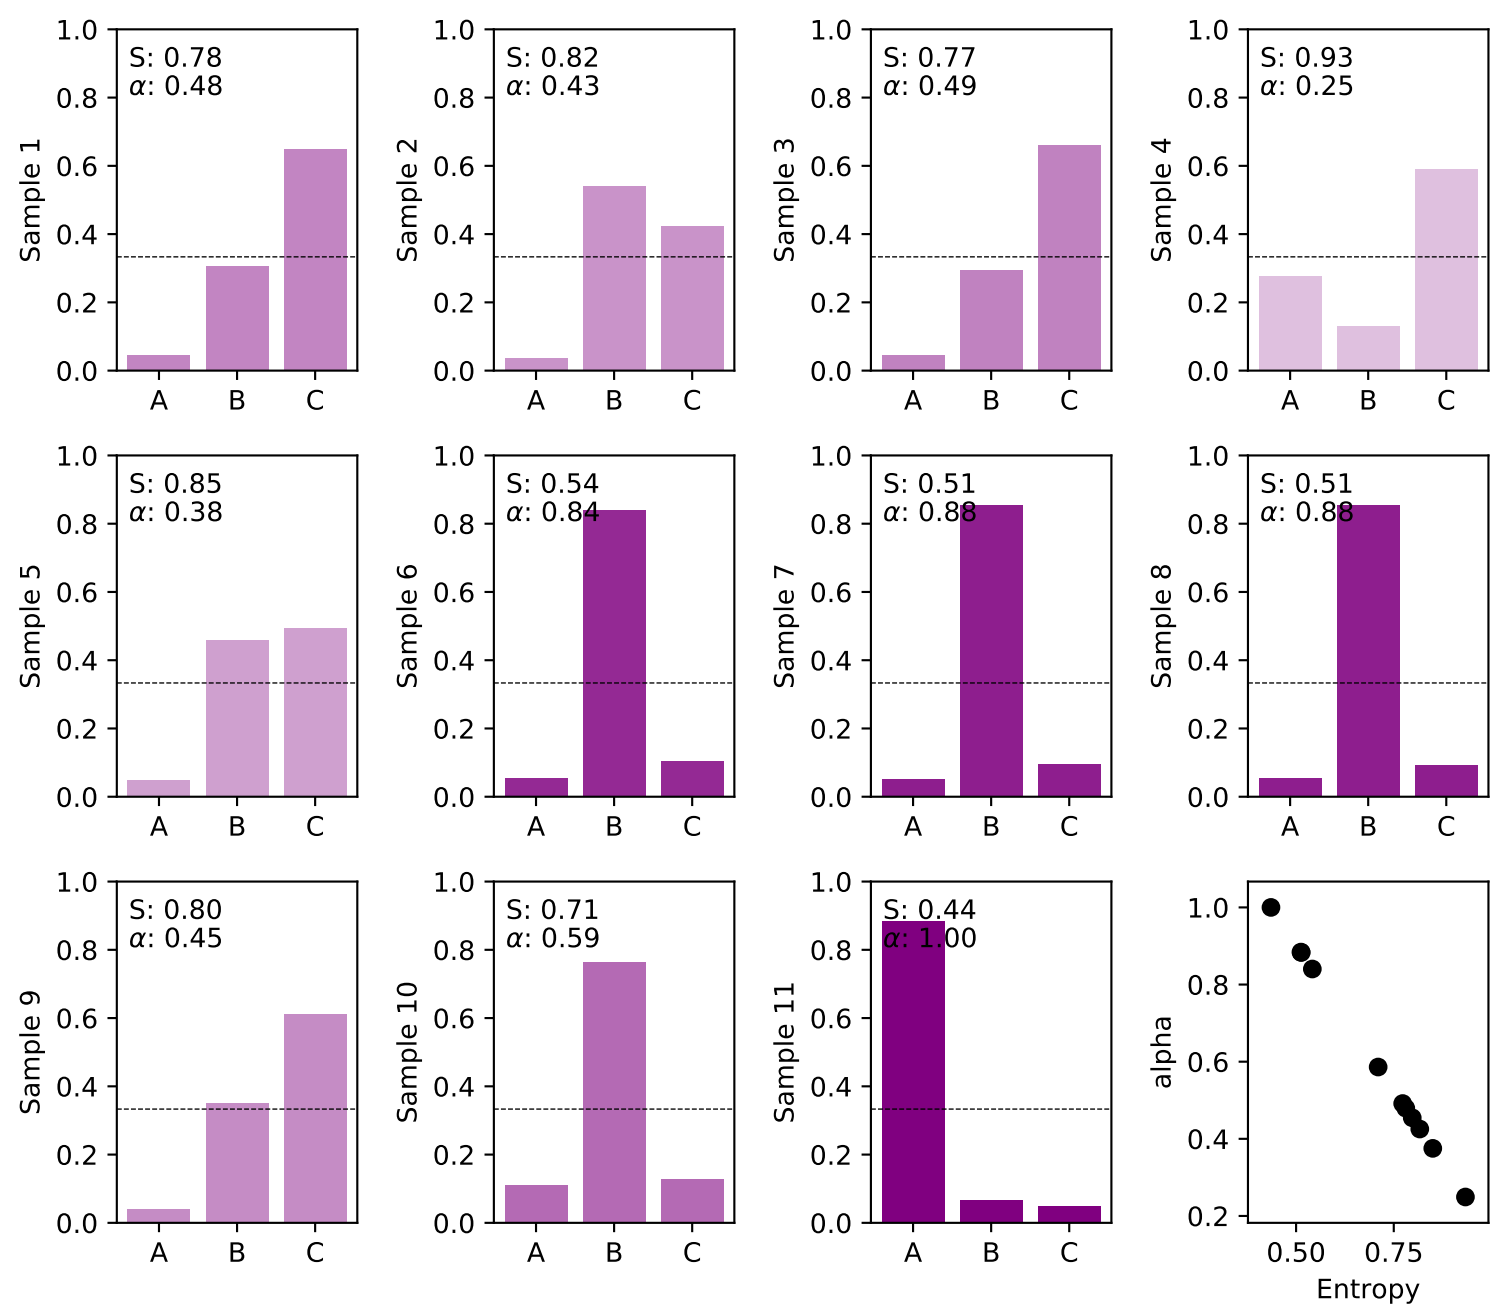 1.0
0.8
0.6
0.4
0.2
0.0
Sample 1
S: 0.78
α: 0.48
A B C
1.0
0.8
0.6
0.4
0.2
0.0
Sample 2
S: 0.82
α: 0.43
A B C
1.0
0.8
0.6
0.4
0.2
0.0
Sample 3
S: 0.77
α: 0.49
A B C
1.0
0.8
0.6
0.4
0.2
0.0
Sample 4
S: 0.93
α: 0.25
A B C
1.0
0.8
0.6
0.4
0.2
0.0
Sample 5
S: 0.85
α: 0.38
A B C
1.0
0.8
0.6
0.4
0.2
0.0
Sample 6
S: 0.54
α: 0.84
A B C
1.0
0.8
0.6
0.4
0.2
0.0
Sample 7
S: 0.51
α: 0.88
A B C
1.0
0.8
0.6
0.4
0.2
0.0
Sample 8
S: 0.51
α: 0.88
A B C
1.0
0.8
0.6
0.4
0.2
0.0
Sample 9
S: 0.80
α: 0.45
A B C
1.0
0.8
0.6
0.4
0.2
0.0
Sample 10
S: 0.71
α: 0.59
A B C
1.0
0.8
0.6
0.4
0.2
0.0
Sample 11
S: 0.44
α: 1.00
A B C
1.0
0.8
0.6
0.4
0.2
alpha
0.50 0.75
Entropy